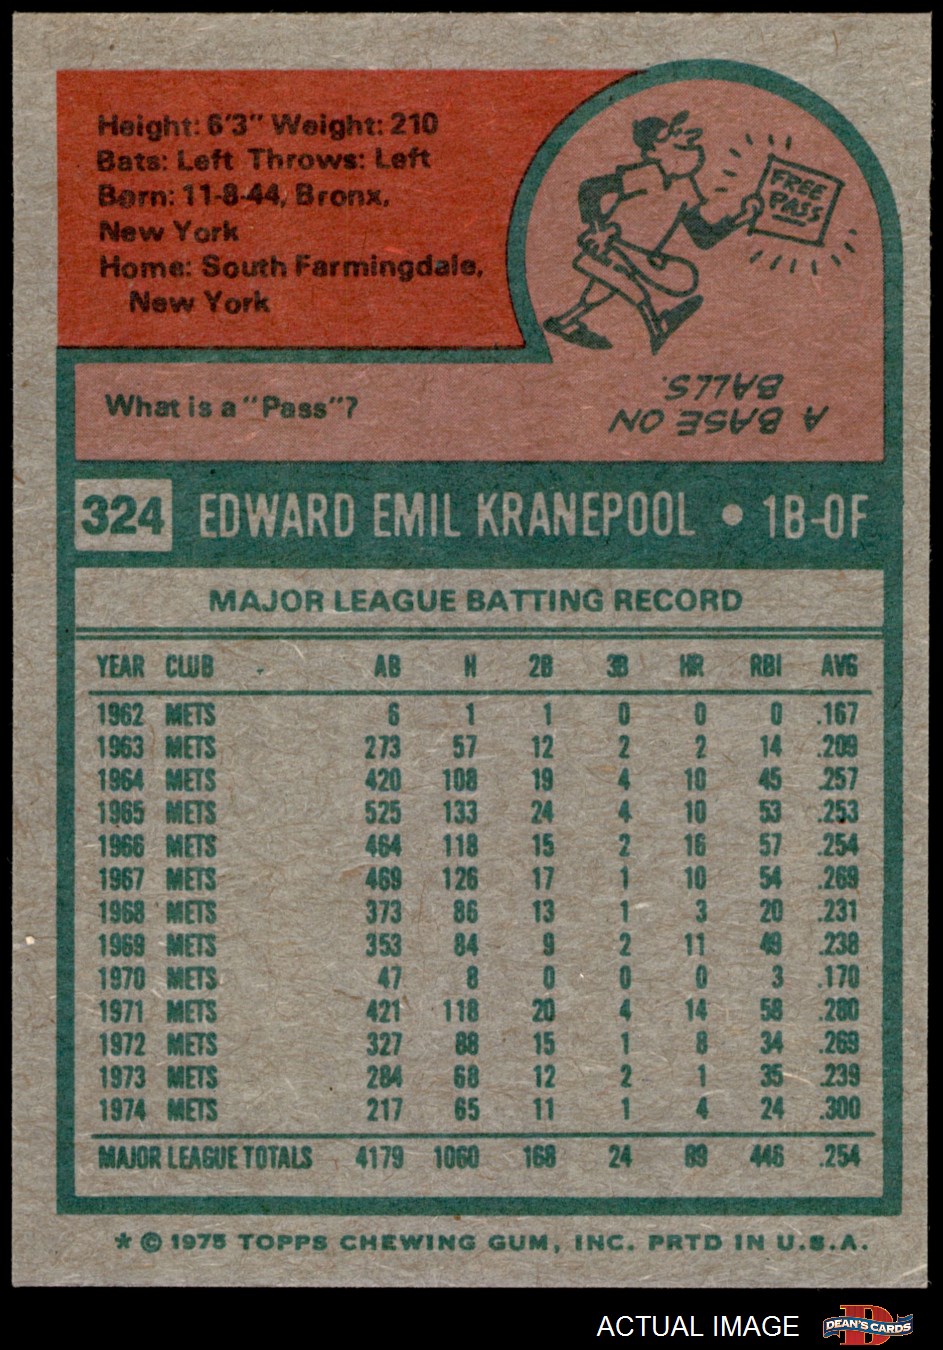 Height: 6'3" Weight: 210
Bats: Left Throws: Left
Born: 11-8-44, Bronx,
New York
Home: South Farmingdale,
New York
FREE
PASS
What is a "Pass"?
A BASE ON
BALLS.
324 EDWARD EMIL KRANEPOOL • 1B-OF
MAJOR LEAGUE BATTING RECORD
YEAR CLUB AB H 2B 3B HR RBI AVG
1962 METS 6 1 1 0 0 0 .167
1963 METS 273 57 12 2 2 14 .209
1964 METS 420 108 19 4 10 45 .257
1965 METS 525 133 24 4 10 53 .253
1966 METS 464 118 15 2 16 57 .254
1967 METS 469 126 17 1 10 54 .269
1968 METS 373 86 13 1 3 20 .231
1969 METS 353 84 9 2 11 49 .238
1970 METS 47 8 0 0 0 3 .170
1971 METS 421 118 20 4 14 58 .280
1972 METS 327 88 15 1 8 34 .269
1973 METS 284 68 12 2 1 35 .239
1974 METS 217 65 11 1 4 24 .300
MAJOR LEAGUE TOTALS 4179 1060 168 24 89 446 .254
* © 1975 TOPPS CHEWING GUM, INC. PRTD IN U.S.A.
ACTUAL IMAGE
D
DEAN'S CARDS